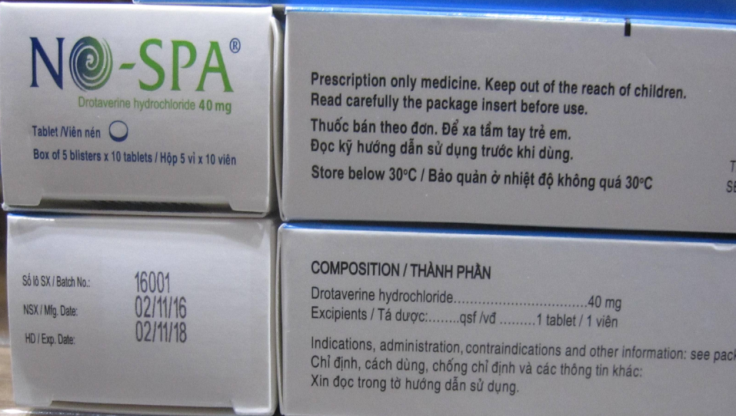 NO-SPA®
Drotaverine hydrochloride 40 mg
Tablet /Viên nén
Box of 5 blisters x 10 tablets / Hộp 5 vỉ x 10 viên
Prescription only medicine. Keep out of the reach of children.
Read carefully the package insert before use.
Thuốc bán theo đơn. Để xa tầm tay trẻ em.
Đọc kỹ hướng dẫn sử dụng trước khi dùng.
Store below 30°C / Bảo quản ở nhiệt độ không quá 30°C
Số lô SX / Batch No.: 16001
NSX / Mfg. Date: 02/11/16
HD / Exp. Date: 02/11/18
COMPOSITION / THÀNH PHẦN
Drotaverine hydrochloride...............................40 mg
Excipients / Tá dược:........qsf /vđ .........1 tablet / 1 viên
Indications, administration, contraindications and other information: see pac
Chỉ định, cách dùng, chống chỉ định và các thông tin khác:
Xin đọc trong tờ hướng dẫn sử dụng.